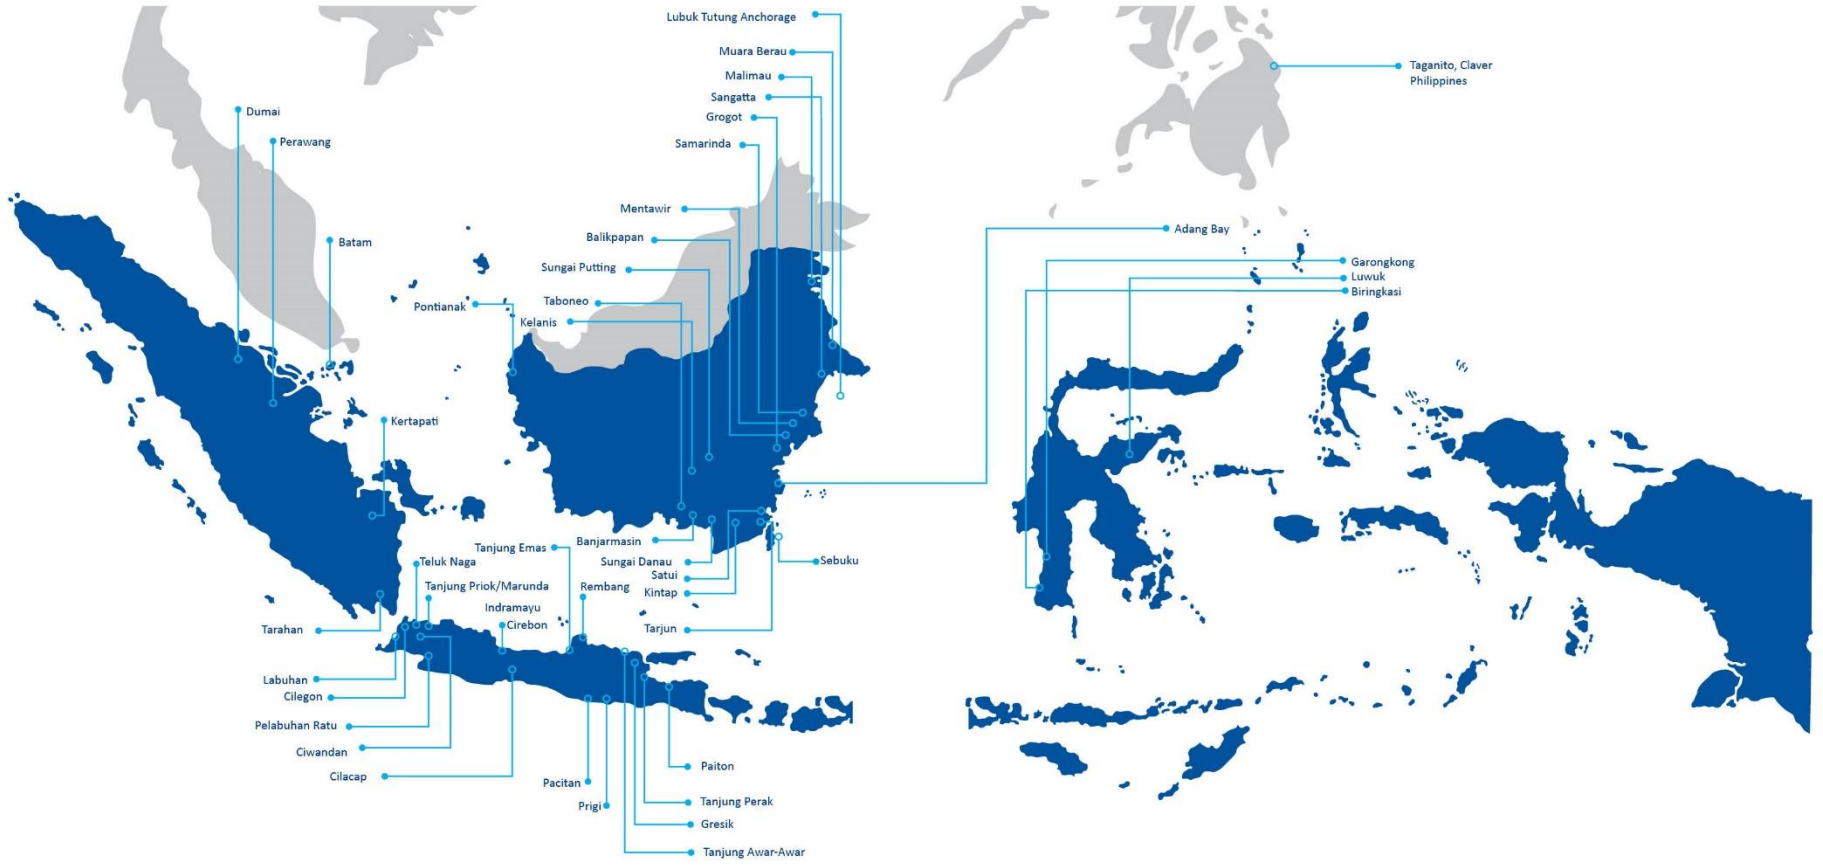 Lubuk Tutung Anchorage
Muara Berau
Malimau
Sangatta
Grogot
Samarinda
Taganito, Claver
Philippines
Dumai
Perawang
Mentawir
Balikpapan
Batam
Adang Bay
Sungai Putting
Garongkong
Luwuk
Biringkasi
Taboneo
Pontianak
Kelanis
Kertapati
Banjarmasin
Tanjung Emas
Teluk Naga
Sungai Danau
Sebuku
Satui
Tanjung Priok/Marunda
Rembang
Kintap
Indramayu
Cirebon
Tarahan
Tarjun
Labuhan
Cilegon
Pelabuhan Ratu
Ciwandan
Cilacap
Paiton
Pacitan
Prigi
Tanjung Perak
Gresik
Tanjung Awar-Awar